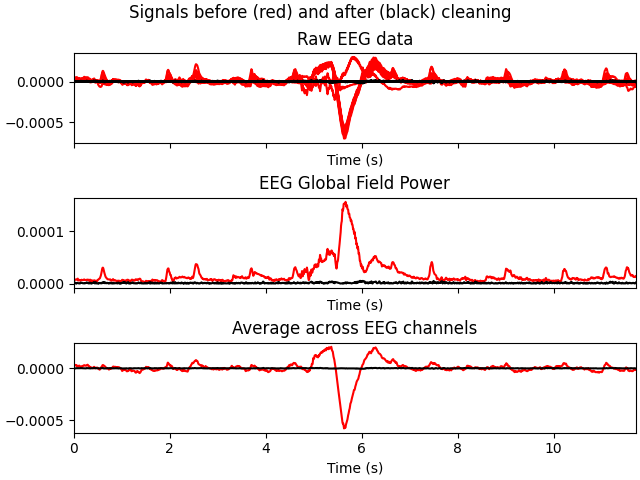 Signals before (red) and after (black) cleaning
Raw EEG data
0.0000
−0.0005
Time (s)
EEG Global Field Power
0.0001
0.0000
Time (s)
Average across EEG channels
0.0000
−0.0005
0 2 4 6 8 10
Time (s)